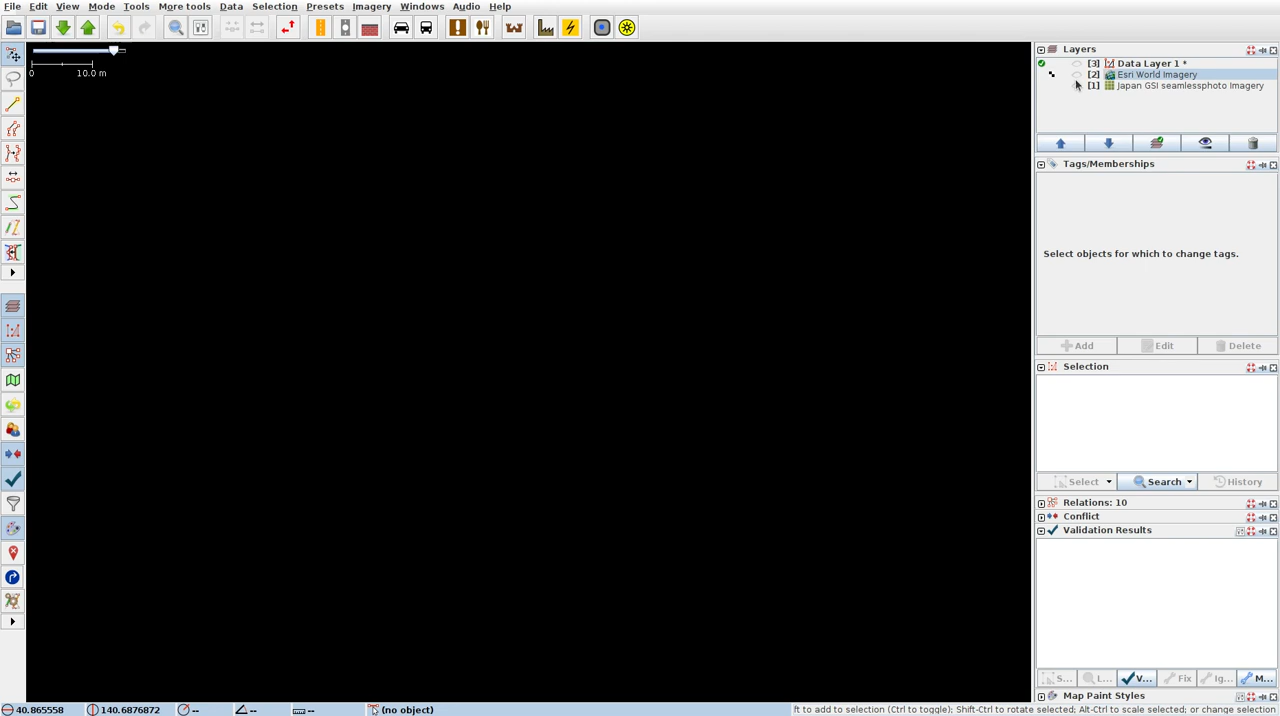 File Edit View Mode Tools More tools Data Selection Presets Imagery Windows Audio Help
0 10.0 m
Layers
[3] Data Layer 1 *
[2] Esri World Imagery
[1] Japan GSI seamlessphoto Imagery
Tags/Memberships
Select objects for which to change tags.
Add Edit Delete
Selection
Select Search History
Relations: 10
Conflict
Validation Results
S... L... V... Fix Ig... M...
Map Paint Styles
40.865558 140.6876872 -- -- -- (no object) ft to add to selection (Ctrl to toggle); Shift-Ctrl to rotate selected; Alt-Ctrl to scale selected; or change selection